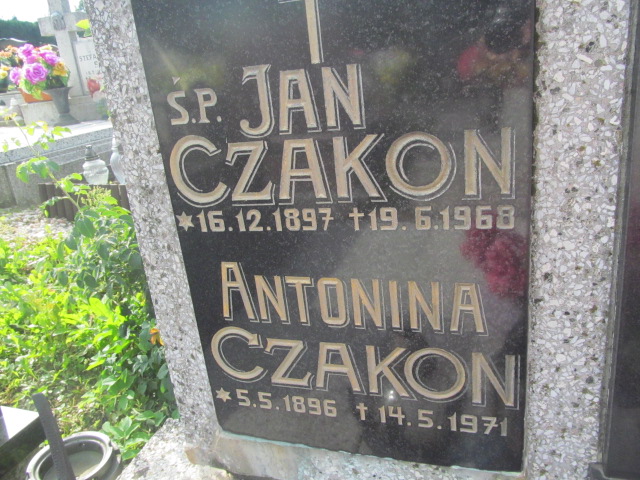 Ś.P. JAN
CZAKON
*16.12.1897 †19.6.1968
ANTONINA
CZAKON
*5.5.1896 †14.5.1971